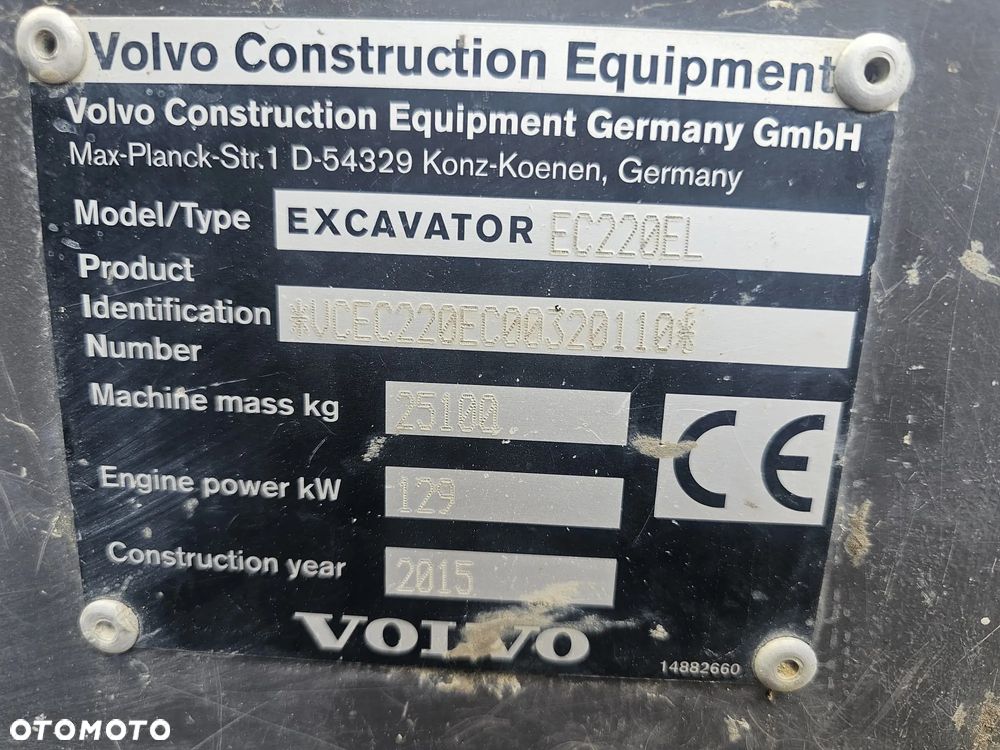 Volvo Construction Equipment
Volvo Construction Equipment Germany GmbH
Max-Planck-Str.1 D-54329 Konz-Koenen, Germany
Model/Type EXCAVATOR EC220EL
Product
Identification *VCEC220EC00320110*
Number
Machine mass kg 25100
CE
Engine power kW 129
Construction year 2015
VOLVO
14882660
OTOMOTO